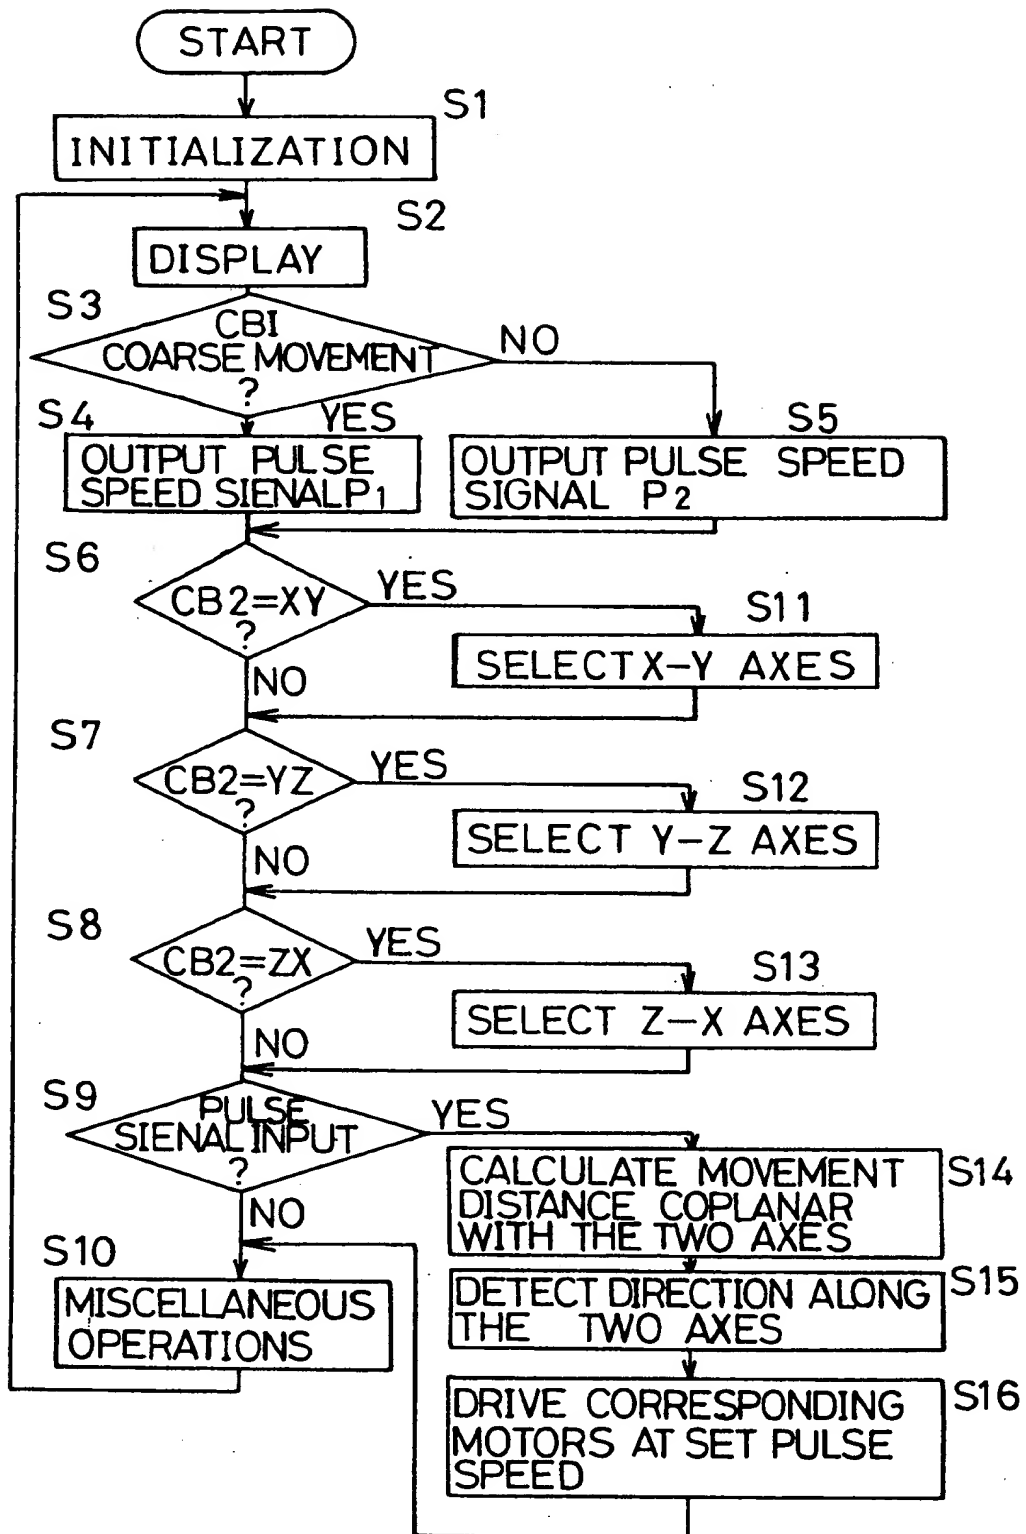 START
S1
INITIALIZATION
S2
DISPLAY
S3
CBI
COARSE MOVEMENT
?
NO
YES
S4
OUTPUT PULSE
SPEED SIENALP1
S5
OUTPUT PULSE SPEED
SIGNAL P2
S6
CB2=XY
?
YES
NO
S11
SELECT X-Y AXES
S7
CB2=YZ
?
YES
NO
S12
SELECT Y-Z AXES
S8
CB2=ZX
?
YES
NO
S13
SELECT Z-X AXES
S9
PULSE
SIENAL INPUT
?
YES
NO
S14
CALCULATE MOVEMENT
DISTANCE COPLANAR
WITH THE TWO AXES
S10
MISCELLANEOUS
OPERATIONS
S15
DETECT DIRECTION ALONG
THE TWO AXES
S16
DRIVE CORRESPONDING
MOTORS AT SET PULSE
SPEED